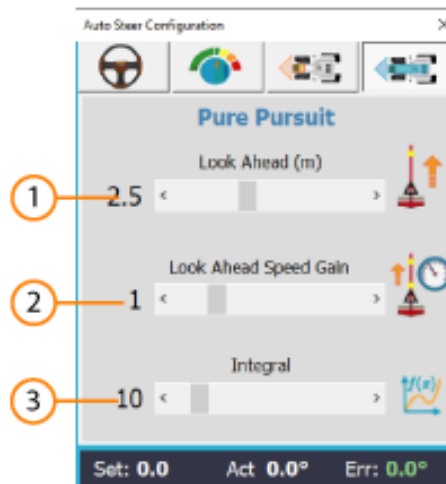 Auto Steer Configuration
Pure Pursuit
Look Ahead (m)
1 2.5
Look Ahead Speed Gain
2 1
Integral
f(x)
3 10
Set: 0.0 Act 0.0° Err: 0.0°